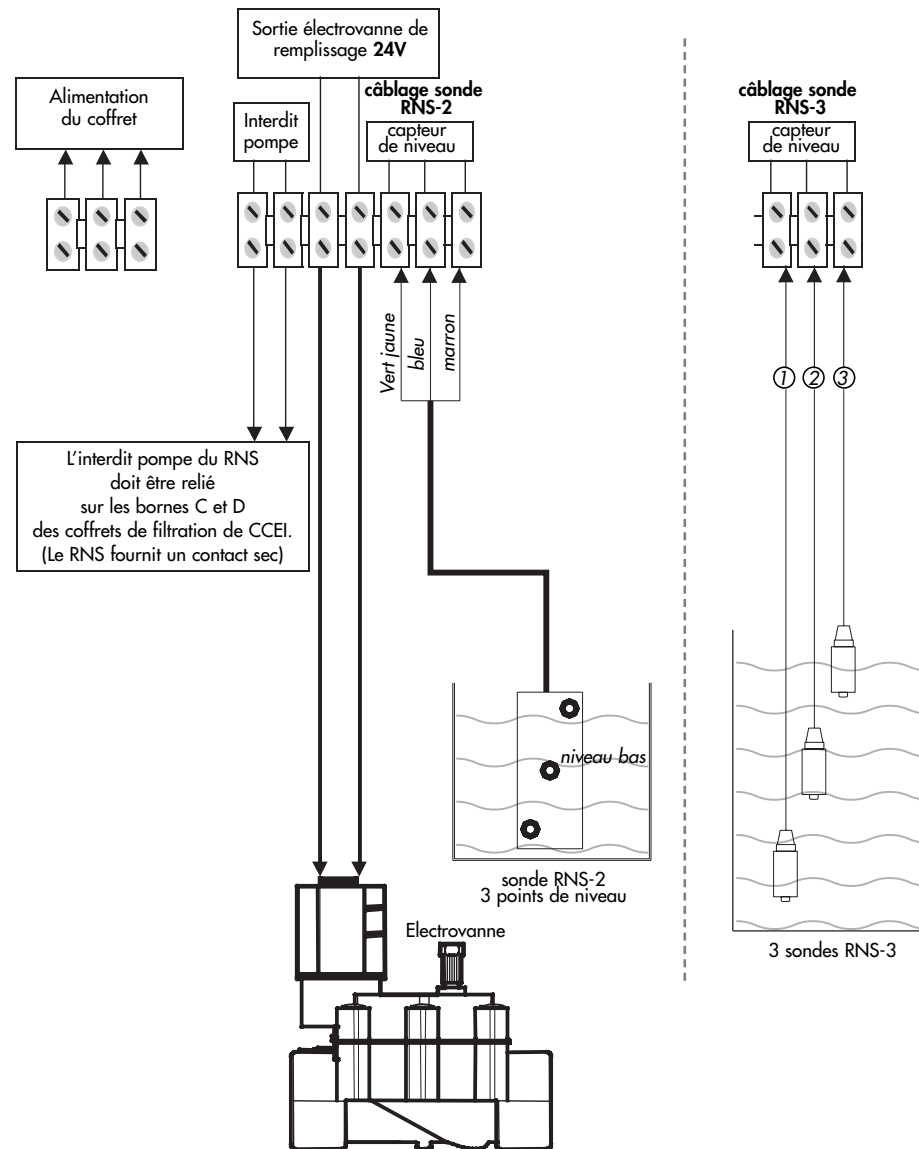 Sortie électrovanne de
remplissage 24V
Alimentation
du coffret
Interdit
pompe
câblage sonde
RNS-2
capteur
de niveau
câblage sonde
RNS-3
capteur
de niveau
Vert jaune
bleu
marron
1
2
3
L'interdit pompe du RNS
doit être relié
sur les bornes C et D
des coffrets de filtration de CCEI.
(Le RNS fournit un contact sec)
niveau bas
sonde RNS-2
3 points de niveau
3 sondes RNS-3
Electrovanne